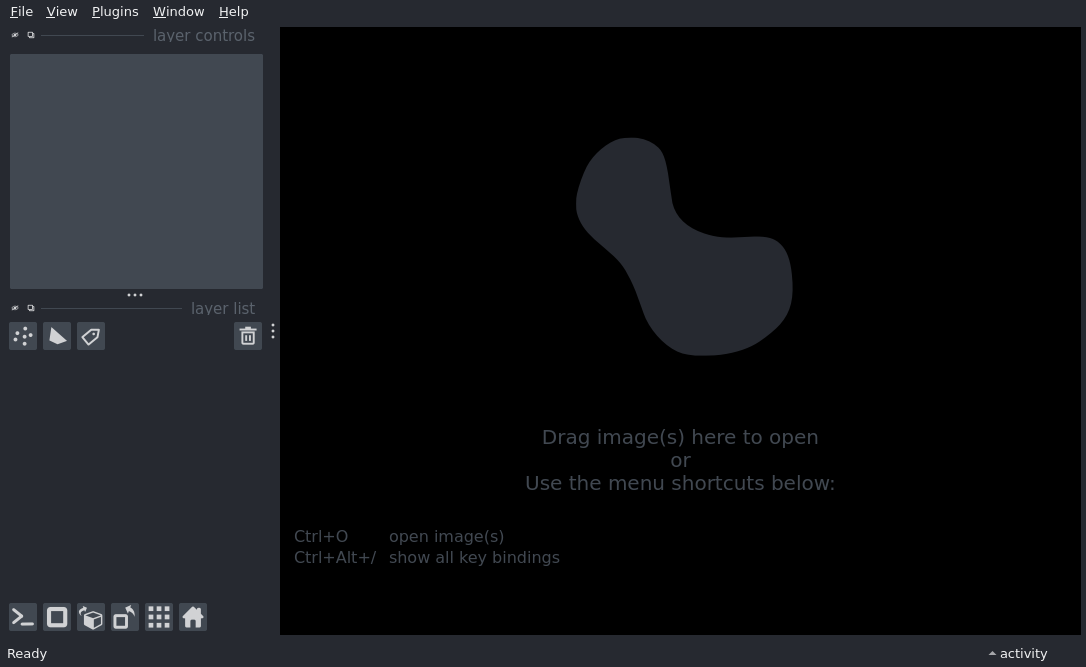 File View Plugins Window Help
layer controls
layer list
Drag image(s) here to open
or
Use the menu shortcuts below:
Ctrl+O open image(s)
Ctrl+Alt+/ show all key bindings
Ready
activity